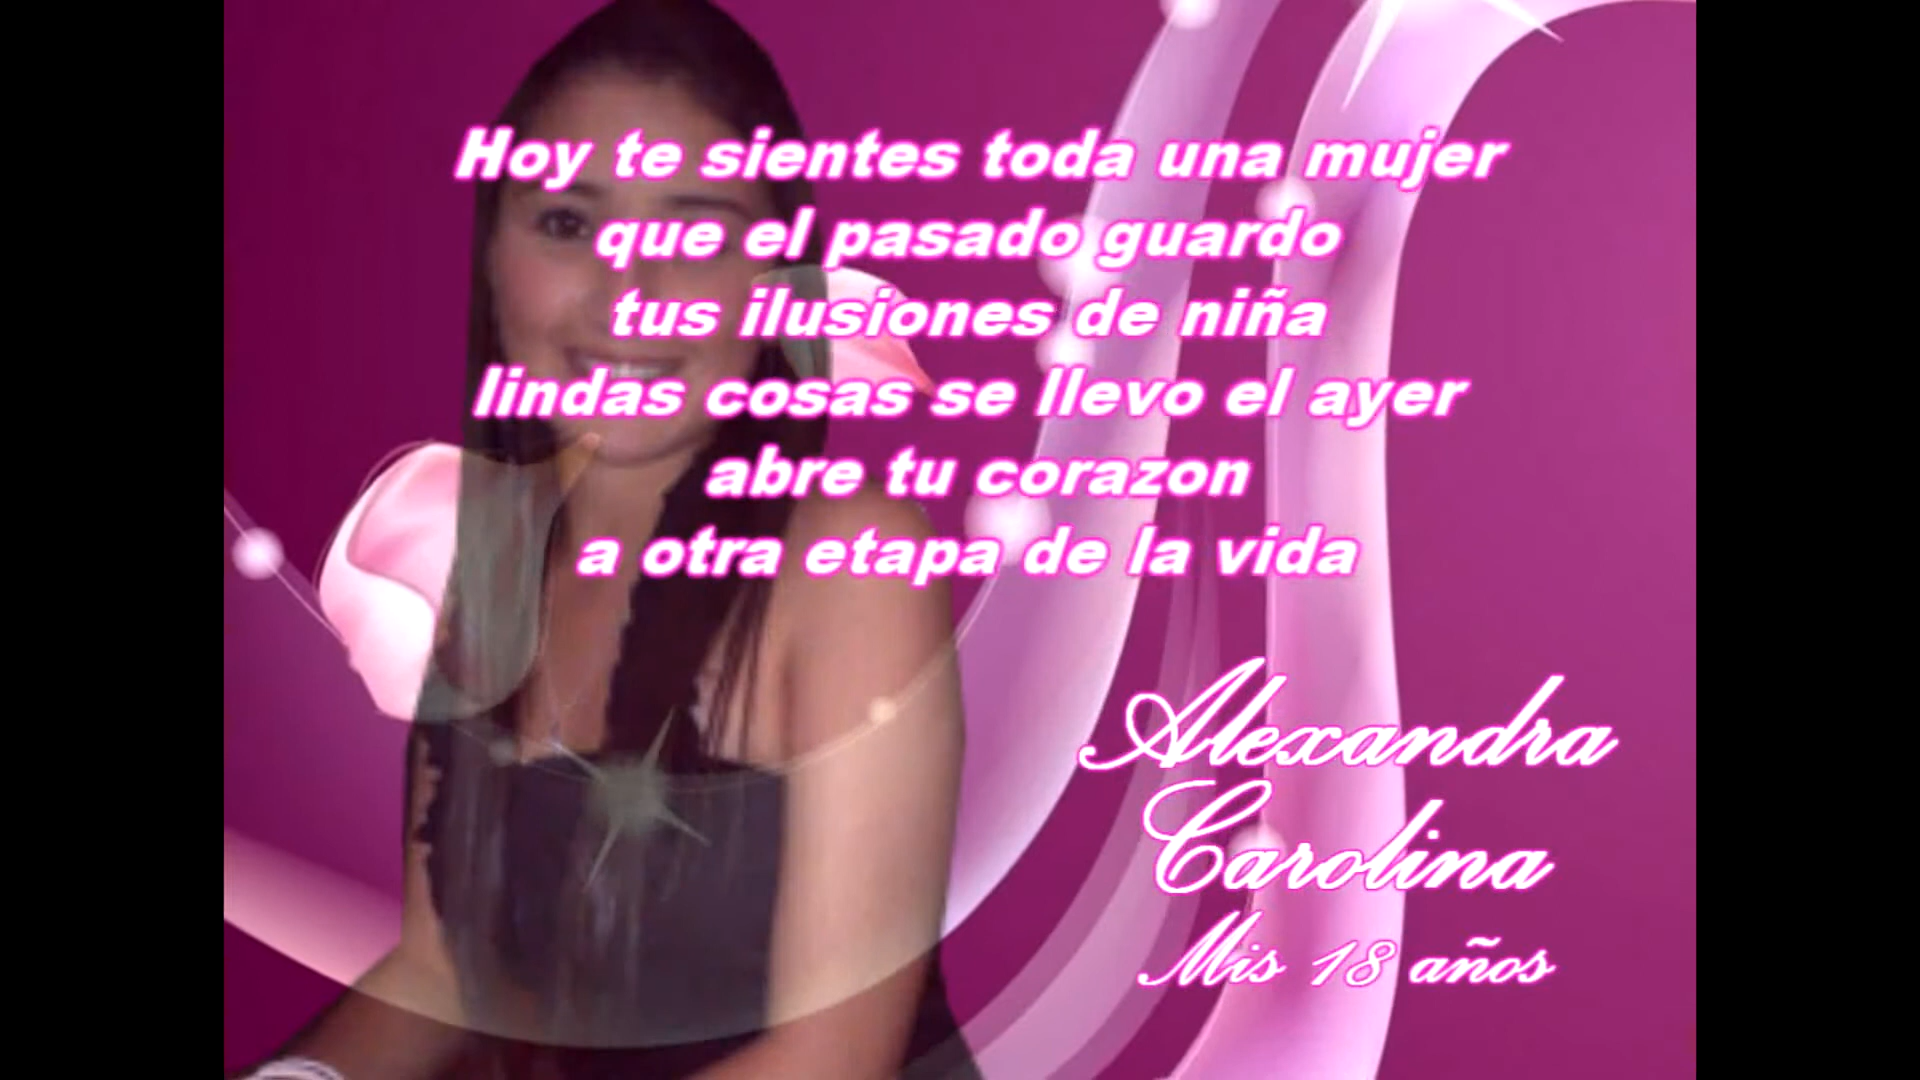 Hoy te sientes toda una mujer
que el pasado guardo
tus ilusiones de niña
lindas cosas se llevo el ayer
abre tu corazon
a otra etapa de la vida
Alexandra
Carolina
Mis 18 años